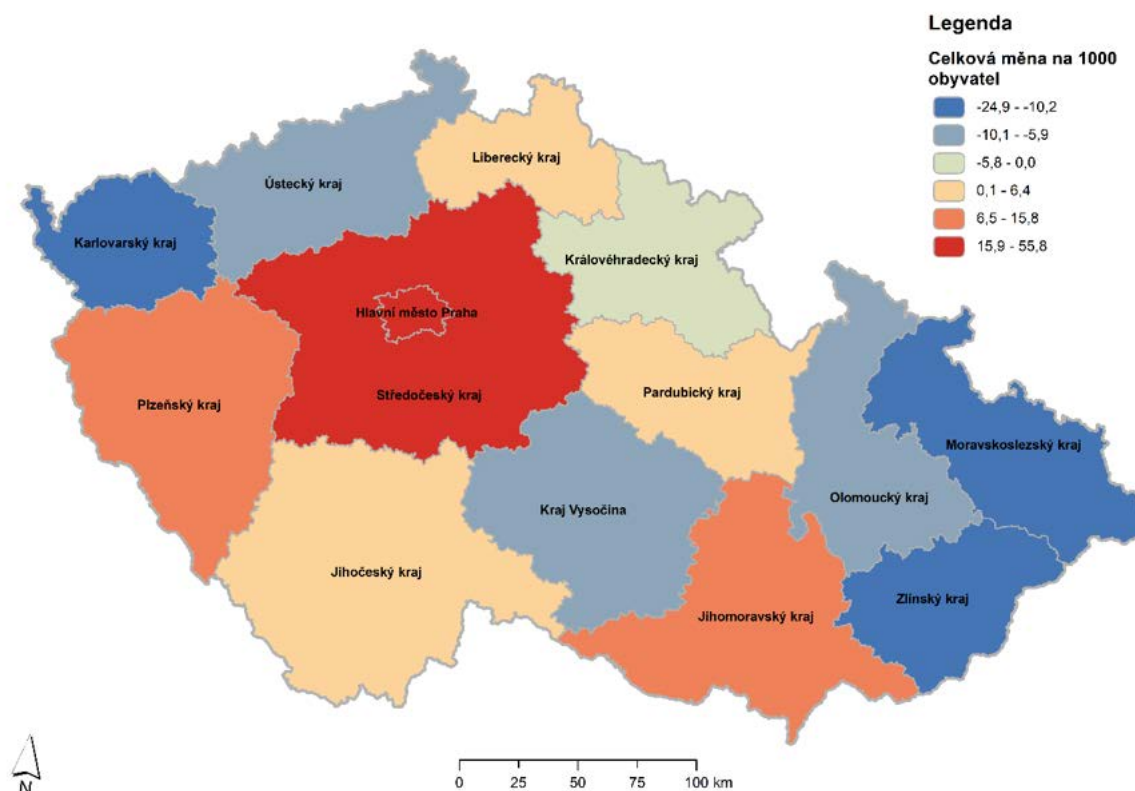 Legenda
Celková měna na 1000
obyvatel
-24,9 - -10,2
-10,1 - -5,9
-5,8 - 0,0
0,1 - 6,4
6,5 - 15,8
15,9 - 55,8
Liberecký kraj
Ústecký kraj
Karlovarský kraj
Královéhradecký kraj
Hlavní město Praha
Středočeský kraj
Plzeňský kraj
Pardubický kraj
Moravskoslezský kraj
Olomoucký kraj
Kraj Vysočina
Jihočeský kraj
Zlínský kraj
Jihomoravský kraj
N
0 25 50 75 100 km